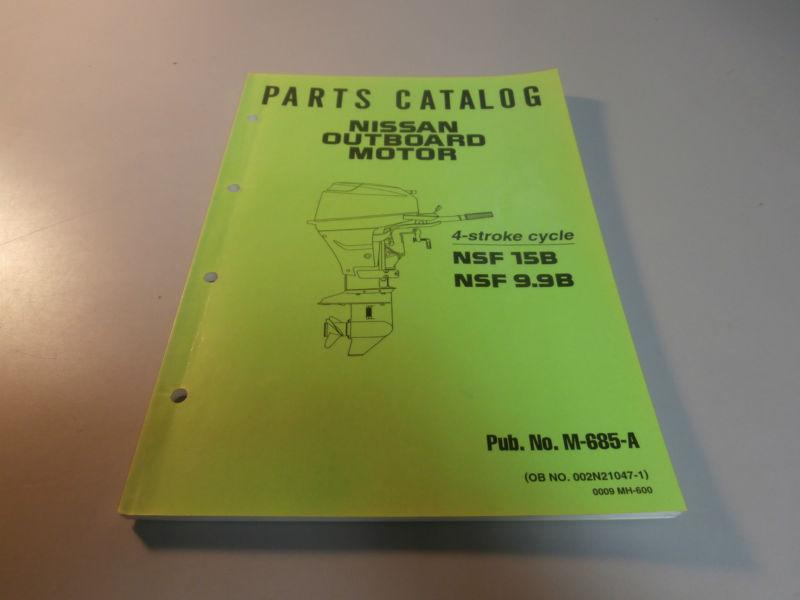 PARTS CATALOG
NISSAN
OUTBOARD
MOTOR
4-stroke cycle
NSF 15B
NSF 9.9B
Pub. No. M-685-A
(OB NO. 002N21047-1)
0009 MH-600